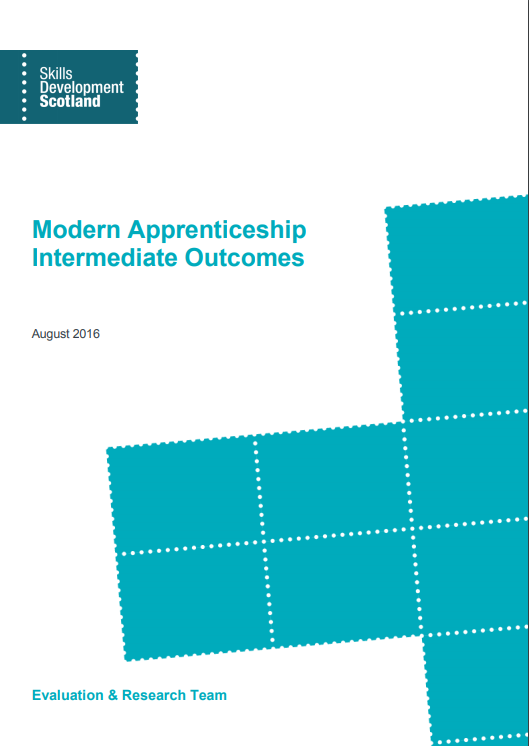 Skills
Development
Scotland
Modern Apprenticeship
Intermediate Outcomes
August 2016
Evaluation & Research Team